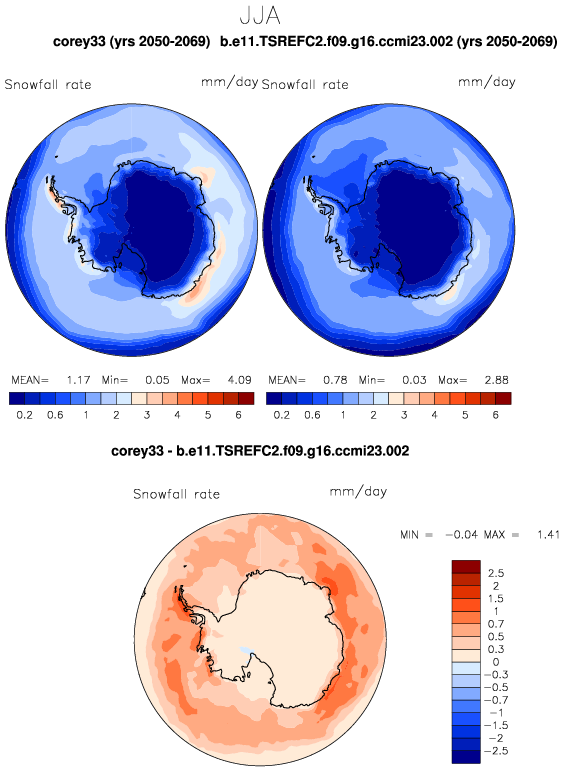 JJA
corey33 (yrs 2050-2069) b.e11.TSREFC2.f09.g16.ccmi23.002 (yrs 2050-2069)
Snowfall rate mm/day Snowfall rate mm/day
MEAN= 1.17 Min= 0.05 Max= 4.09 MEAN= 0.78 Min= 0.03 Max= 2.88
0.2 0.6 1 2 3 4 5 6 0.2 0.6 1 2 3 4 5 6
corey33 - b.e11.TSREFC2.f09.g16.ccmi23.002
Snowfall rate mm/day
MIN = -0.04 MAX = 1.41
2.5
2
1.5
1
0.7
0.5
0.3
0
-0.3
-0.5
-0.7
-1
-1.5
-2
-2.5